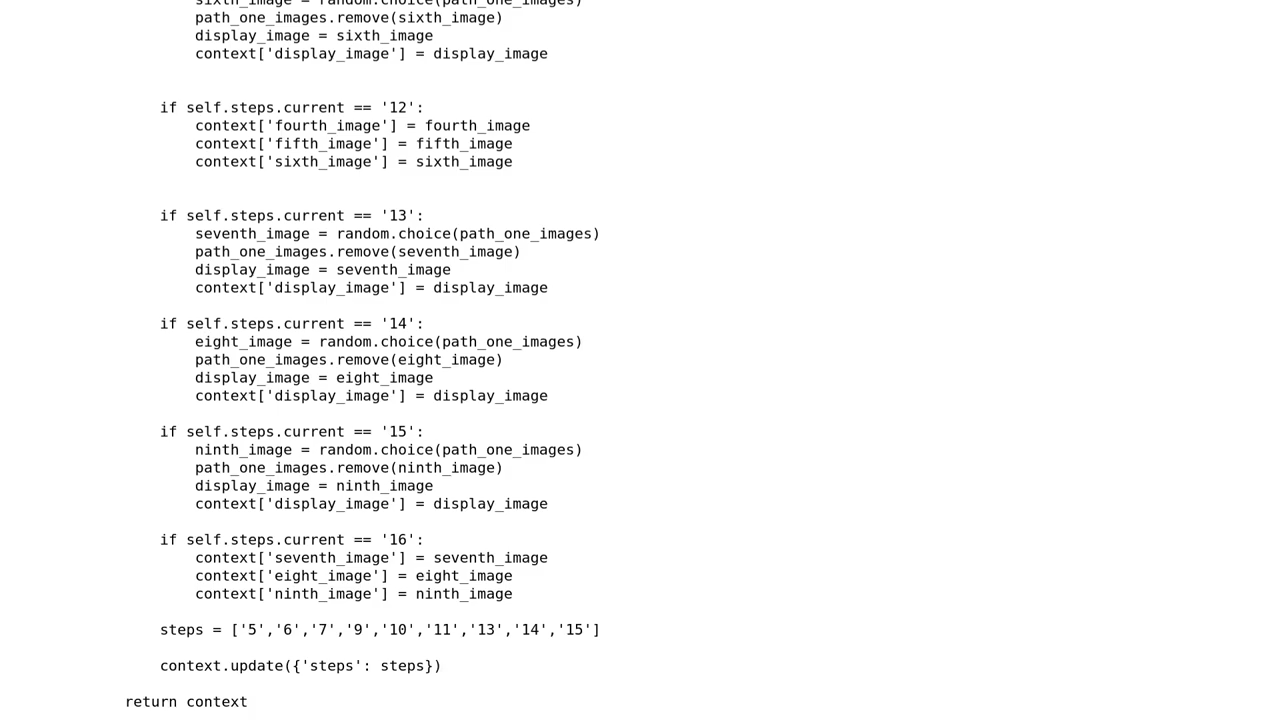 sixth_image = random.choice(path_one_images)
path_one_images.remove(sixth_image)
display_image = sixth_image
context['display_image'] = display_image
if self.steps.current == '12':
context['fourth_image'] = fourth_image
context['fifth_image'] = fifth_image
context['sixth_image'] = sixth_image
if self.steps.current == '13':
seventh_image = random.choice(path_one_images)
path_one_images.remove(seventh_image)
display_image = seventh_image
context['display_image'] = display_image
if self.steps.current == '14':
eight_image = random.choice(path_one_images)
path_one_images.remove(eight_image)
display_image = eight_image
context['display_image'] = display_image
if self.steps.current == '15':
ninth_image = random.choice(path_one_images)
path_one_images.remove(ninth_image)
display_image = ninth_image
context['display_image'] = display_image
if self.steps.current == '16':
context['seventh_image'] = seventh_image
context['eight_image'] = eight_image
context['ninth_image'] = ninth_image
steps = ['5','6','7','9','10','11','13','14','15']
context.update({'steps': steps})
return context